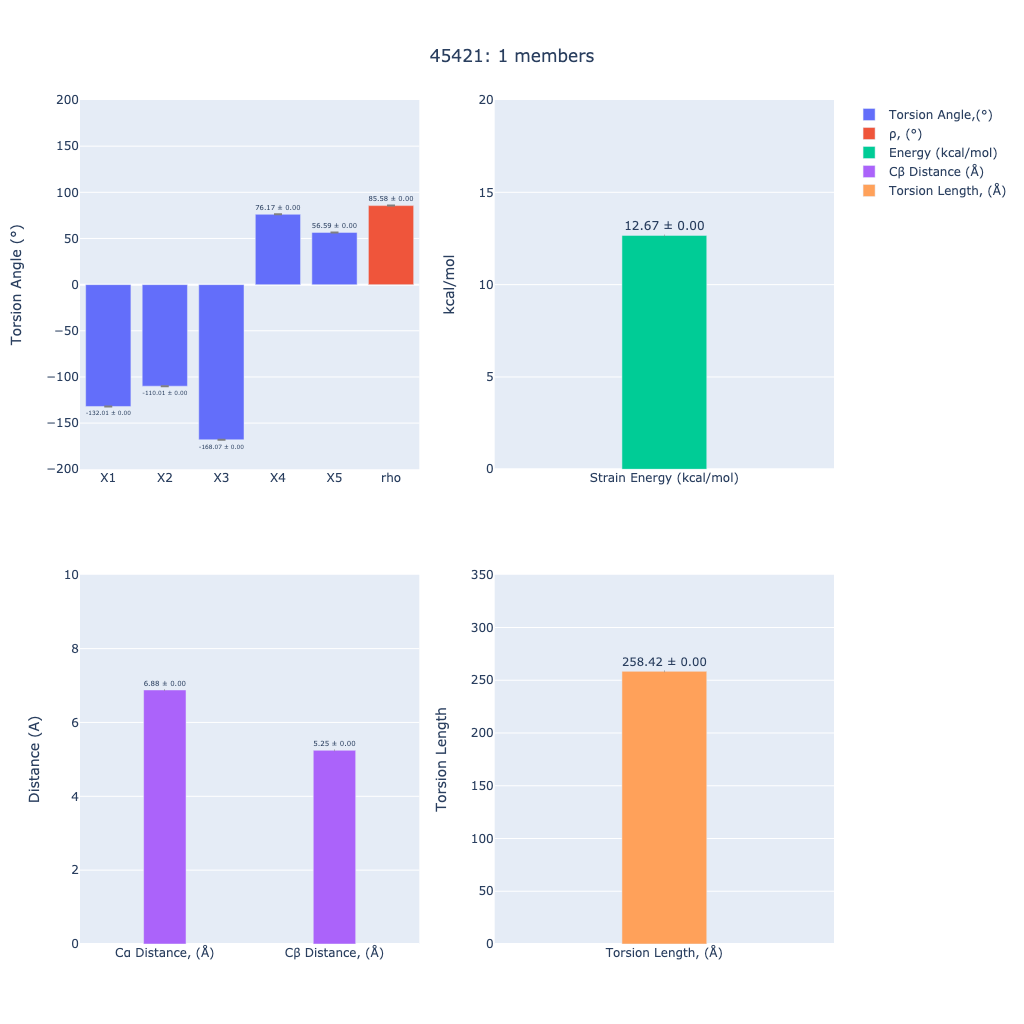 45421: 1 members
Torsion Angle (°)
200
150
100
50
0
−50
−100
−150
−200
-132.01 ± 0.00
-110.01 ± 0.00
-168.07 ± 0.00
76.17 ± 0.00
56.59 ± 0.00
85.58 ± 0.00
X1 X2 X3 X4 X5 rho
kcal/mol
20
15
10
5
0
12.67 ± 0.00
Strain Energy (kcal/mol)
Torsion Angle,(°)
ρ, (°)
Energy (kcal/mol)
Cβ Distance (Å)
Torsion Length, (Å)
Distance (A)
10
8
6
4
2
0
6.88 ± 0.00
5.25 ± 0.00
Cα Distance, (Å) Cβ Distance, (Å)
Torsion Length
350
300
250
200
150
100
50
0
258.42 ± 0.00
Torsion Length, (Å)